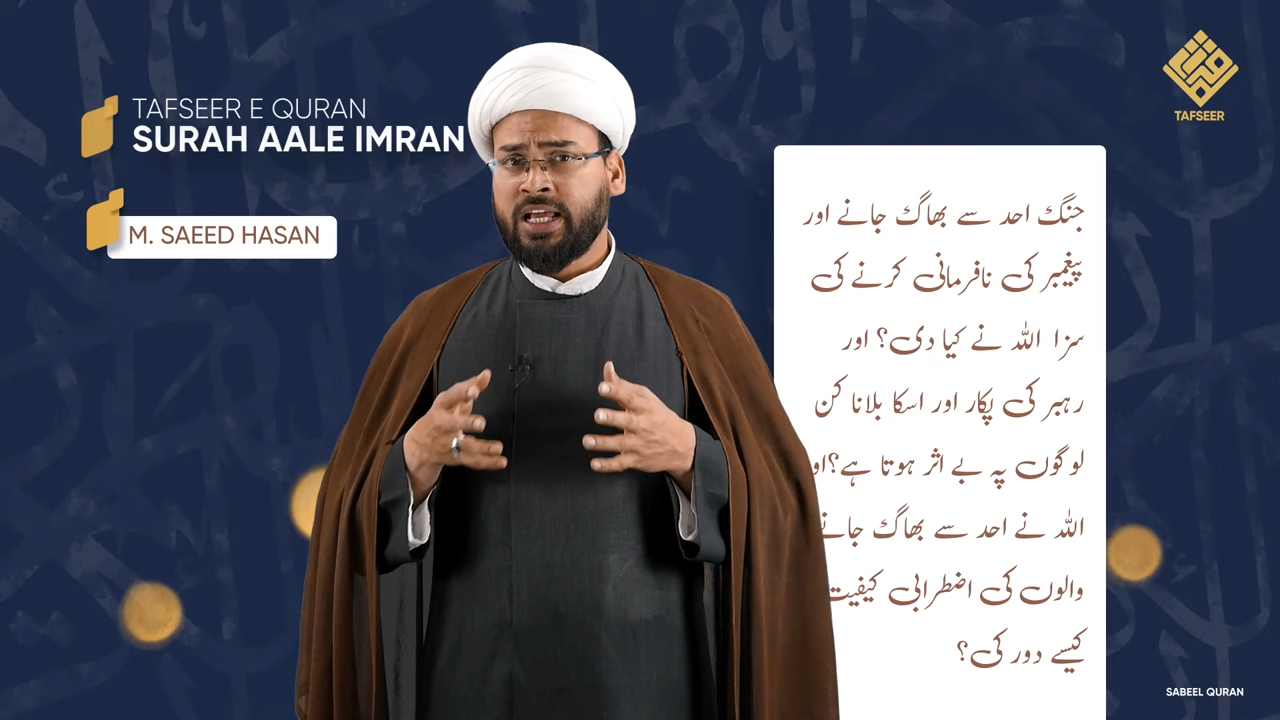 TAFSEER E QURAN
SURAH AALE IMRAN
M. SAEED HASAN
TAFSEER
جنگ احد سے بھاگ جانے اور
پیغمبر کی نافرمانی کرنے کی
سزا اللہ نے کیا دی؟ اور
رہبر کی پکار اور اسکا بلانا کن
لوگوں پہ بے اثر ہوتا ہے؟او
اللہ نے احد سے بھاگ جانے
والوں کی اضطرابی کیفیت
کیسے دور کی؟
SABEEL QURAN